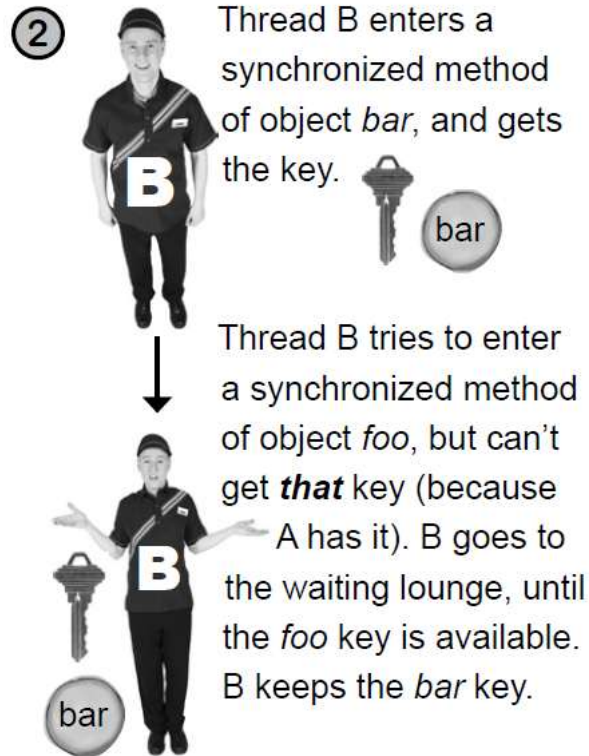 2
Thread B enters a
synchronized method
of object bar, and gets
the key.
B
bar
Thread B tries to enter
a synchronized method
of object foo, but can't
get that key (because
A has it). B goes to
the waiting lounge, until
the foo key is available.
B keeps the bar key.
B
bar